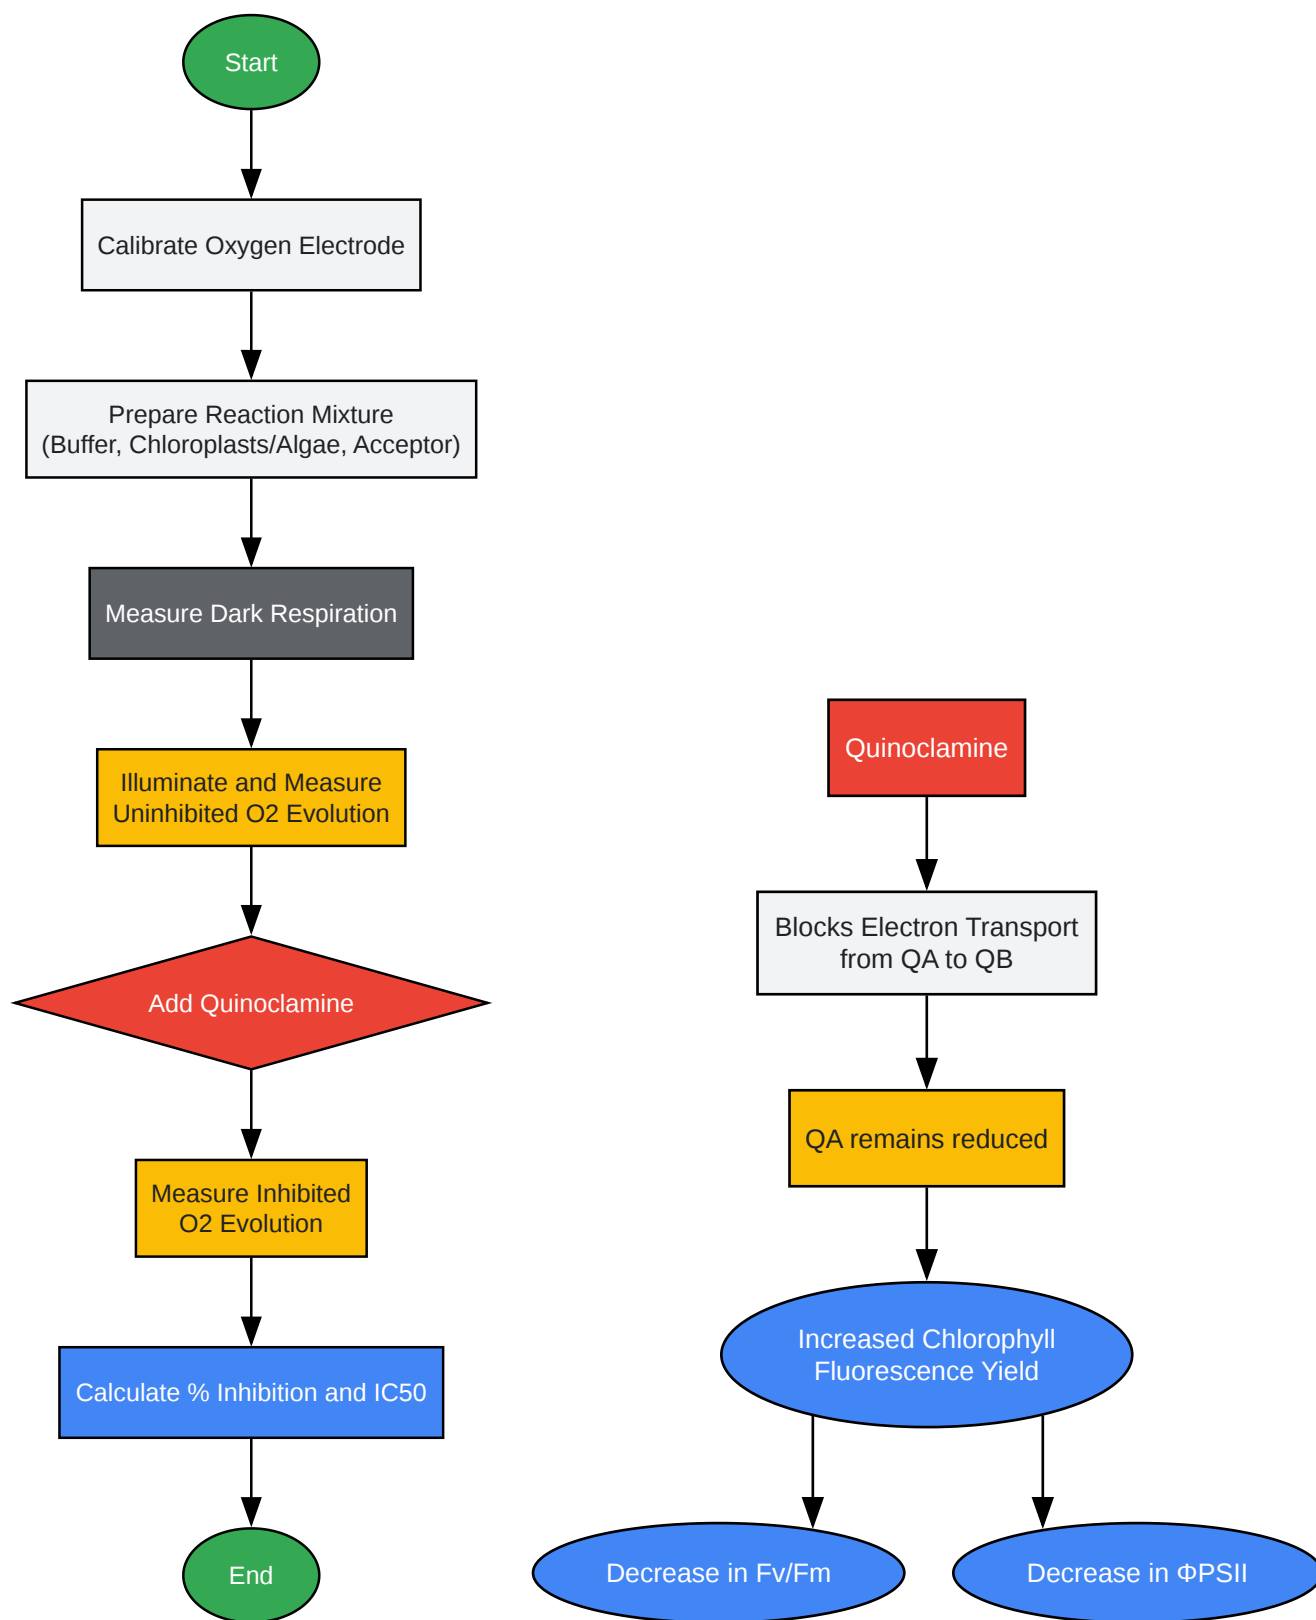 Start
Calibrate Oxygen Electrode
Prepare Reaction Mixture
(Buffer, Chloroplasts/Algae, Acceptor)
Measure Dark Respiration
Illuminate and Measure
Uninhibited O2 Evolution
Add Quinoclamine
Measure Inhibited
O2 Evolution
Calculate % Inhibition and IC50
End
Quinoclamine
Blocks Electron Transport
from QA to QB
QA remains reduced
Increased Chlorophyll
Fluorescence Yield
Decrease in Fv/Fm
Decrease in ΦPSII